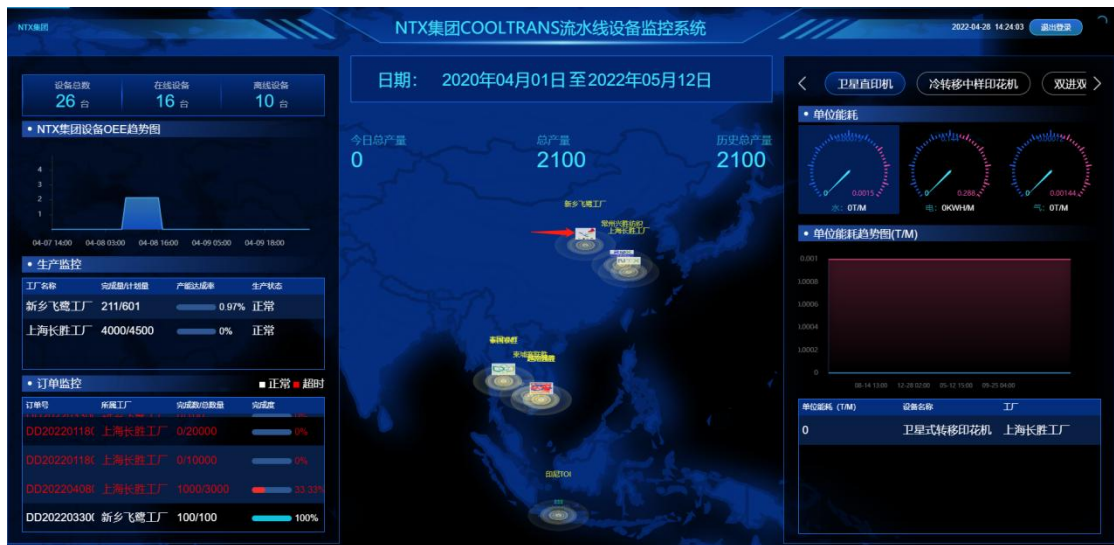 NTX集团
NTX集团COOLTRANS流水线设备监控系统
2022-04-28 14:24:03 退出登录
设备总数 在线设备 离线设备
26 台 16 台 10 台
• NTX集团设备OEE趋势图
4
3
2
1
04-07 14:00 04-08 03:00 04-08 16:00 04-09 05:00 04-09 18:00
• 生产监控
工厂名称 完成量/计划量 产能达成率 生产状态
新乡飞鹭工厂 211/601 0.97% 正常
上海长胜工厂 4000/4500 0% 正常
• 订单监控 正常 超时
订单号 所属工厂 完成数/总数量 完成度
DD20220118 上海长胜工厂 0/20000 0%
DD20220118 上海长胜工厂 0/10000 0%
DD20220408 上海长胜工厂 1000/3000 33.33%
DD20220330 新乡飞鹭工厂 100/100 100%
日期: 2020年04月01日 至 2022年05月12日
今日总产量 总产量 历史总产量
0 2100 2100
新乡飞鹭工厂
常州兴胜纺织
上海长胜工厂
印尼TOI
卫星直印机 冷转移中样印花机 双进双
• 单位能耗
0.0015 0.288 0.00144
水: 0T/M 电: 0KWH/M 气: 0T/M
• 单位能耗趋势图(T/M)
0.001
0
08-14 13:00 12-28 02:00 05-12 15:00 09-25 04:00
单位能耗 (T/M) 设备名称 工厂
0 卫星式转移印花机 上海长胜工厂